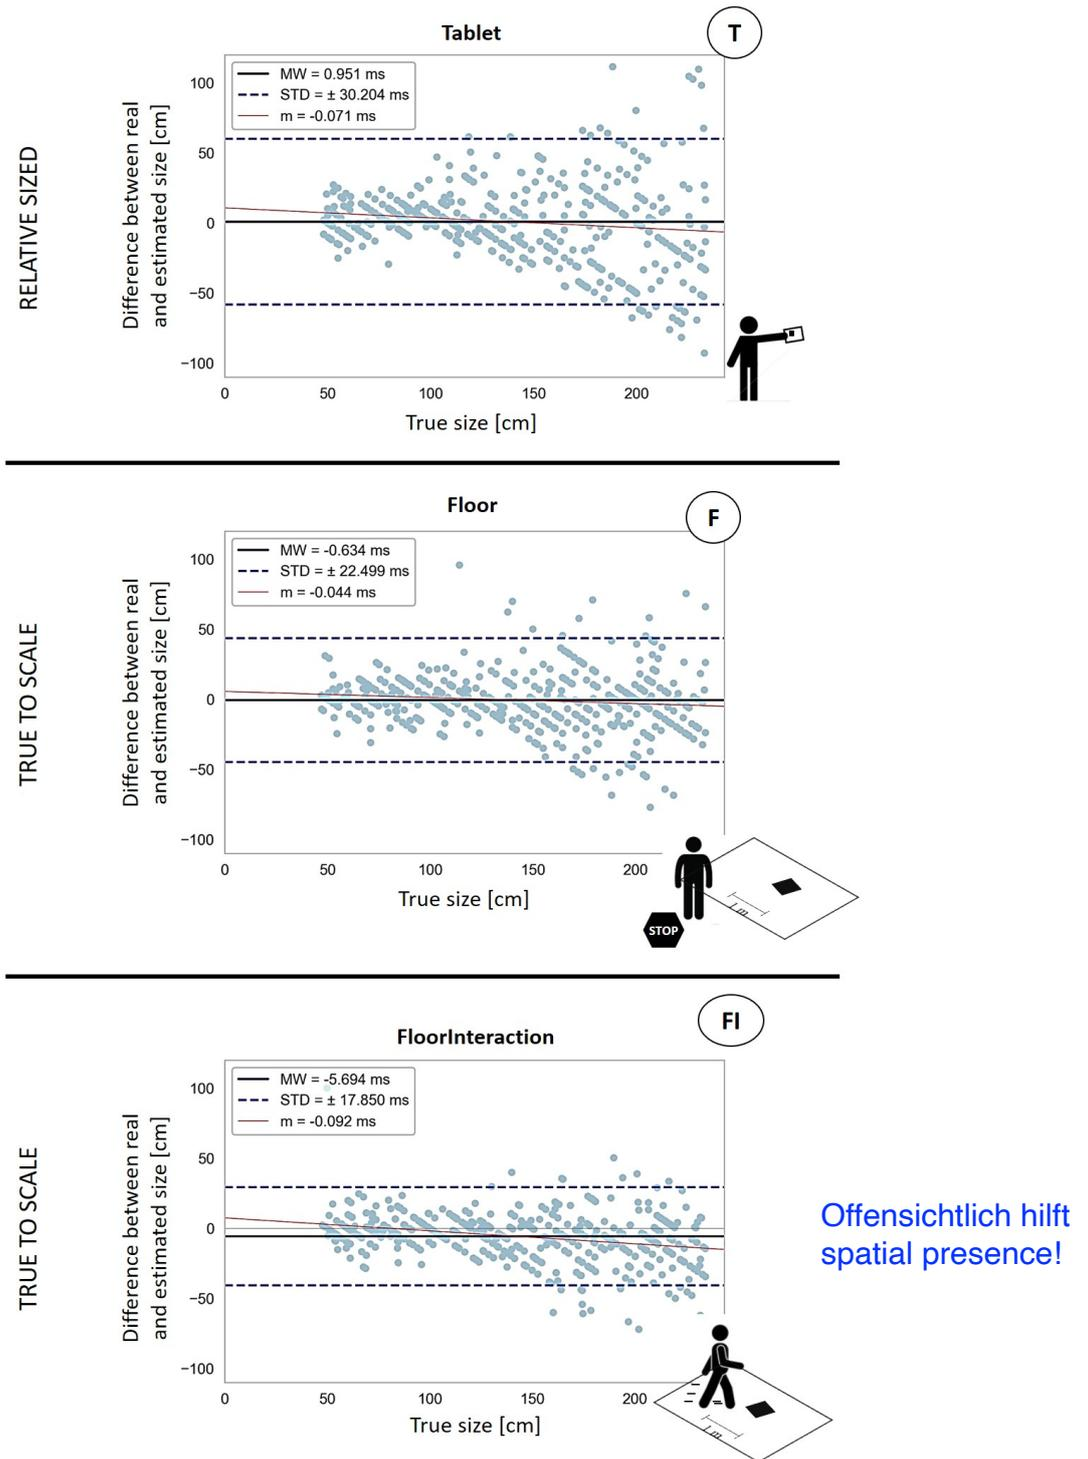 Tablet
T
RELATIVE SIZED
Difference between real
and estimated size [cm]
100
50
0
−50
−100
MW = 0.951 ms
STD = ± 30.204 ms
m = -0.071 ms
0 50 100 150 200
True size [cm]
Floor
F
TRUE TO SCALE
Difference between real
and estimated size [cm]
100
50
0
−50
−100
MW = -0.634 ms
STD = ± 22.499 ms
m = -0.044 ms
0 50 100 150 200
True size [cm]
1m
STOP
FloorInteraction
FI
TRUE TO SCALE
Difference between real
and estimated size [cm]
100
50
0
−50
−100
MW = -5.694 ms
STD = ± 17.850 ms
m = -0.092 ms
0 50 100 150 200
True size [cm]
1m
Offensichtlich hilft
spatial presence!